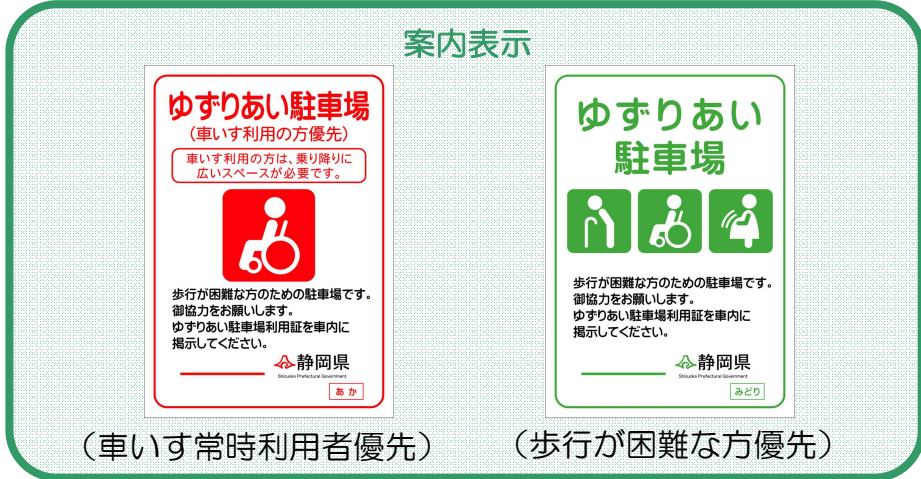 案内表示
ゆずりあい駐車場
(車いす利用の方優先)
車いす利用の方は、乗り降りに
広いスペースが必要です。
歩行が困難な方のための駐車場です。
御協力をお願いします。
ゆずりあい駐車場利用証を車内に
掲示してください。
静岡県
Shizuoka Prefectural Government
あか
(車いす常時利用者優先)
ゆずりあい
駐車場
歩行が困難な方のための駐車場です。
御協力をお願いします。
ゆずりあい駐車場利用証を車内に
掲示してください。
静岡県
Shizuoka Prefectural Government
みどり
(歩行が困難な方優先)